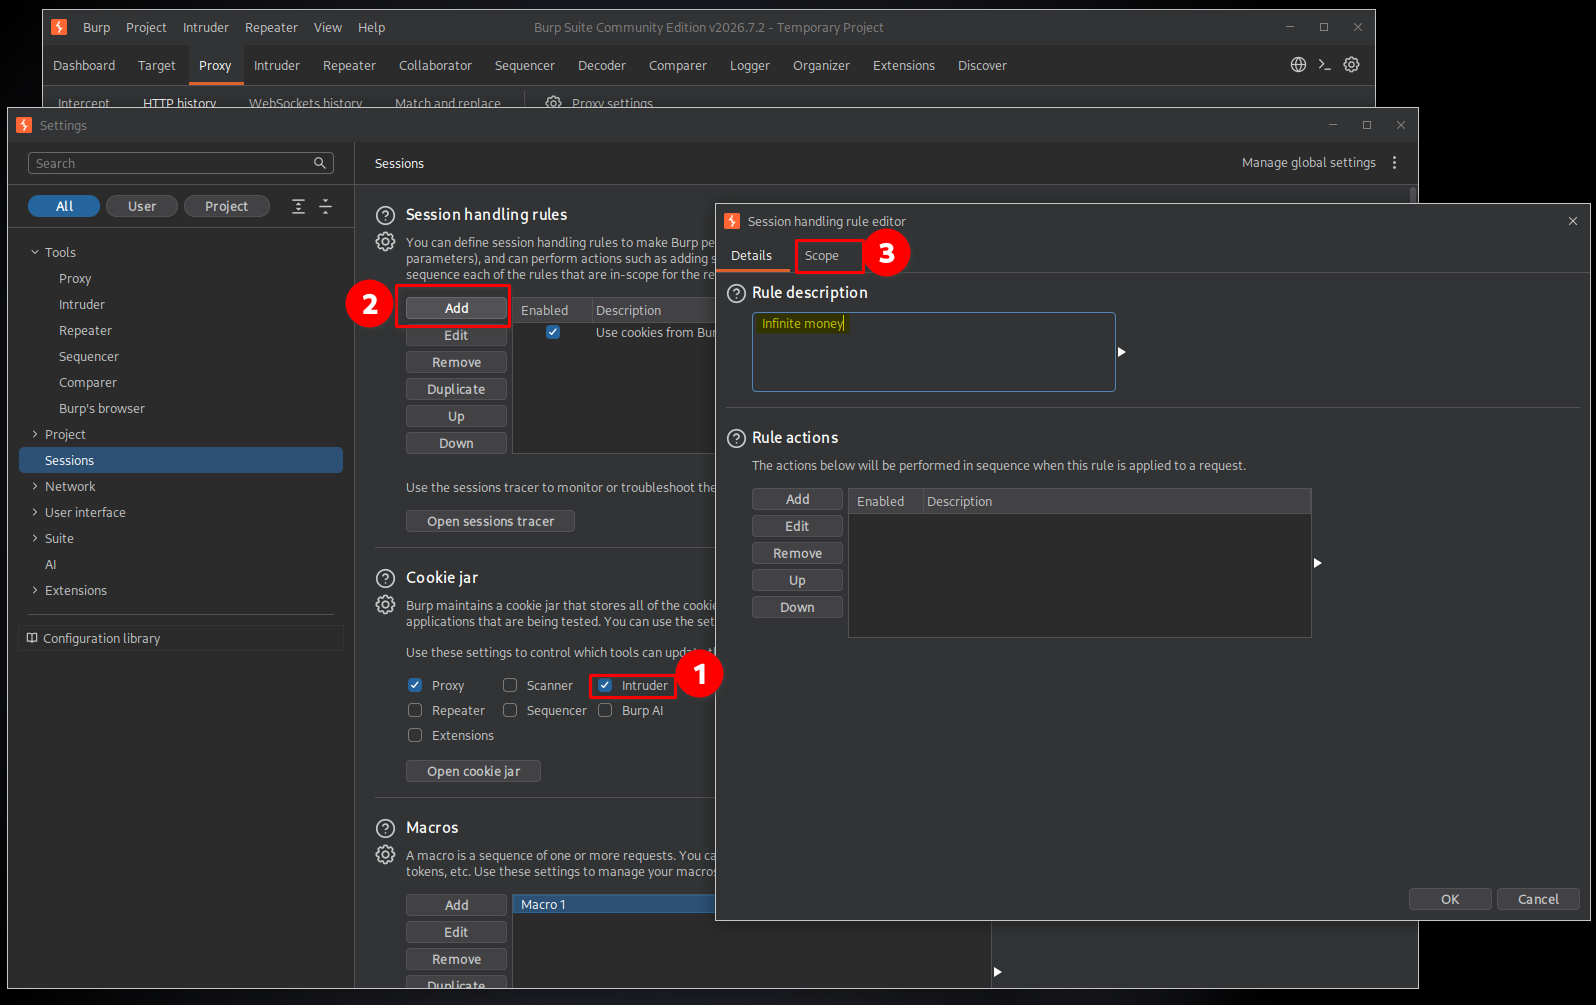 Burp Project Intruder Repeater View Help
Burp Suite Community Edition v2026.7.2 - Temporary Project
Dashboard Target Proxy Intruder Repeater Collaborator Sequencer Decoder Comparer Logger Organizer Extensions Discover
Intercept HTTP history WebSockets history Match and replace Proxy settings
Settings
Search
All User Project
Tools
Proxy
Intruder
Repeater
Sequencer
Comparer
Burp's browser
Project
Sessions
Network
User interface
Suite
AI
Extensions
Configuration library
Sessions
Manage global settings
Session handling rules
You can define session handling rules to make Burp pe
parameters), and can perform actions such as adding s
sequence each of the rules that are in-scope for the re
2
Add
Edit
Remove
Duplicate
Up
Down
Enabled Description
Use cookies from Bur
Use the sessions tracer to monitor or troubleshoot the
Open sessions tracer
Cookie jar
Burp maintains a cookie jar that stores all of the cookie
applications that are being tested. You can use the set
Use these settings to control which tools can update th
Proxy Scanner Intruder
1
Repeater Sequencer Burp AI
Extensions
Open cookie jar
Macros
A macro is a sequence of one or more requests. You ca
tokens, etc. Use these settings to manage your macros
Add
Edit
Remove
Duplicate
Macro 1
Session handling rule editor
Details Scope
3
Rule description
Infinite money
Rule actions
The actions below will be performed in sequence when this rule is applied to a request.
Add
Edit
Remove
Up
Down
Enabled Description
OK Cancel